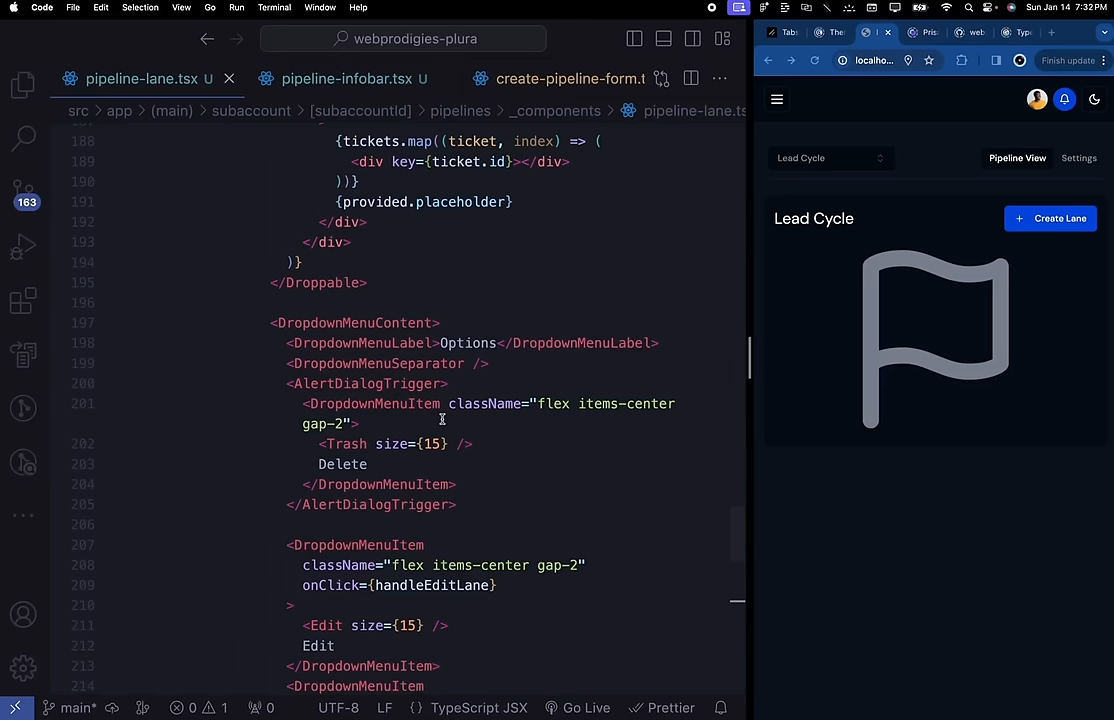 Code File Edit Selection View Go Run Terminal Window Help
Sun Jan 14 7:32 PM
webprodigies-plura
pipeline-lane.tsx U
pipeline-infobar.tsx U
create-pipeline-form.t
src > app > (main) > subaccount > [subaccountId] > pipelines > _components > pipeline-lane.ts
188 {tickets.map((ticket, index) => (
189 <div key={ticket.id}></div>
190 ))}
191 {provided.placeholder}
192 </div>
193 </div>
194 )}
195 </Droppable>
196
197 <DropdownMenuContent>
198 <DropdownMenuLabel>Options</DropdownMenuLabel>
199 <DropdownMenuSeparator />
200 <AlertDialogTrigger>
201 <DropdownMenuItem className="flex items-center
gap-2">
202 <Trash size={15} />
203 Delete
204 </DropdownMenuItem>
205 </AlertDialogTrigger>
206
207 <DropdownMenuItem
208 className="flex items-center gap-2"
209 onClick={handleEditLane}
210 >
211 <Edit size={15} />
212 Edit
213 </DropdownMenuItem>
214 <DropdownMenuItem
163
main* 0 1 0 UTF-8 LF {} TypeScript JSX Go Live Prettier
Tabs The Pris web Type
localho...
Finish update
Lead Cycle
Pipeline View Settings
Lead Cycle
+ Create Lane